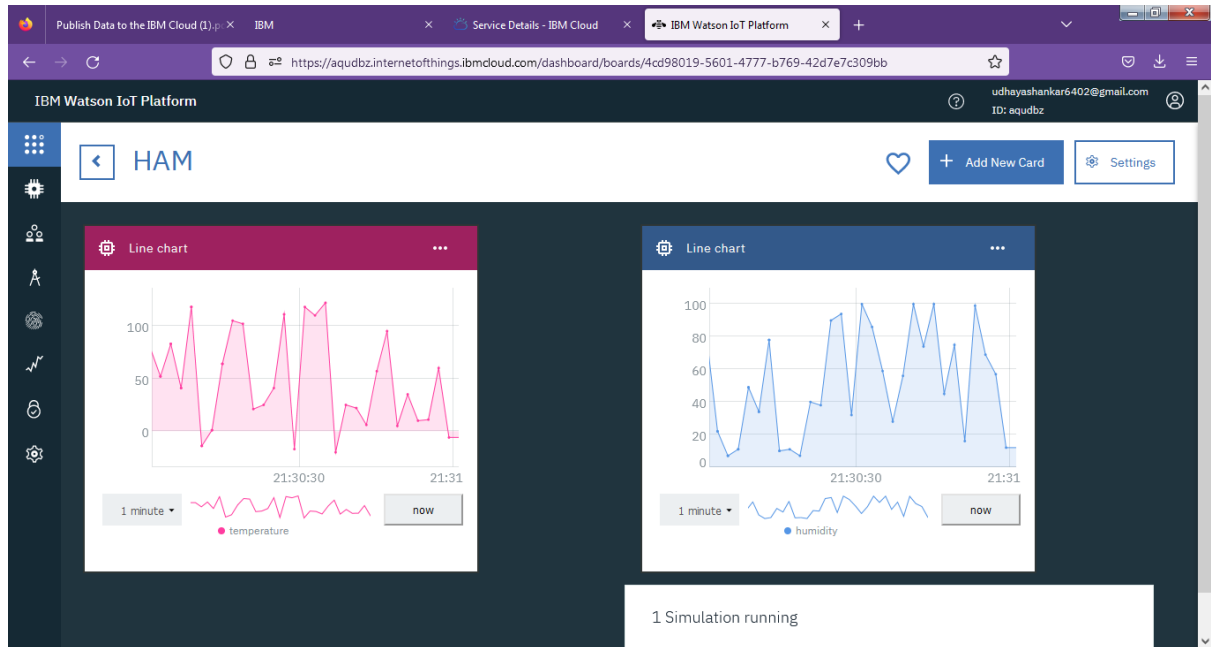 Publish Data to the IBM Cloud (1).p
IBM
Service Details - IBM Cloud
IBM Watson IoT Platform
https://aqudbz.internetofthings.ibmcloud.com/dashboard/boards/4cd98019-5601-4777-b769-42d7e7c309bb
IBM Watson IoT Platform
udhayashankar6402@gmail.com
ID: aqudbz
HAM
Add New Card
Settings
Line chart
100
50
0
21:30:30
21:31
1 minute
now
temperature
Line chart
100
80
60
40
20
0
21:30:30
21:31
1 minute
now
humidity
1 Simulation running